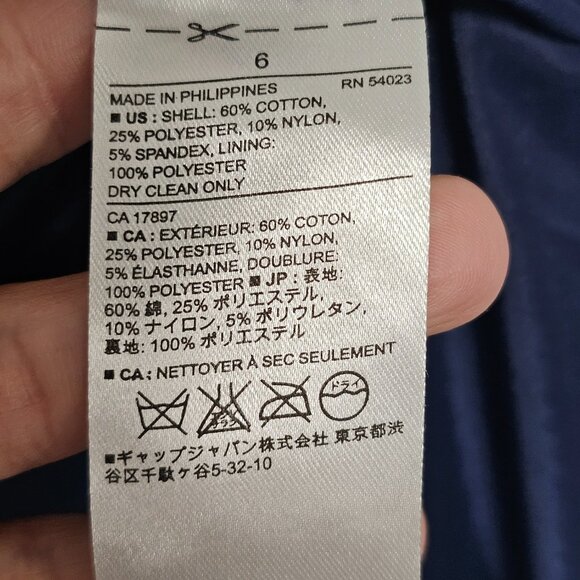 6
MADE IN PHILIPPINES RN 54023
■ US : SHELL: 60% COTTON,
25% POLYESTER, 10% NYLON,
5% SPANDEX, LINING:
100% POLYESTER
DRY CLEAN ONLY
CA 17897
■ CA : EXTÉRIEUR: 60% COTON,
25% POLYESTER, 10% NYLON,
5% ÉLASTHANNE, DOUBLURE:
100% POLYESTER ■ JP : 表地:
60% 綿, 25% ポリエステル,
10% ナイロン, 5% ポリウレタン,
裏地: 100% ポリエステル
■ CA : NETTOYER À SEC SEULEMENT
ドライ
■ギャップジャパン株式会社 東京都渋
谷区千駄ヶ谷5-32-10